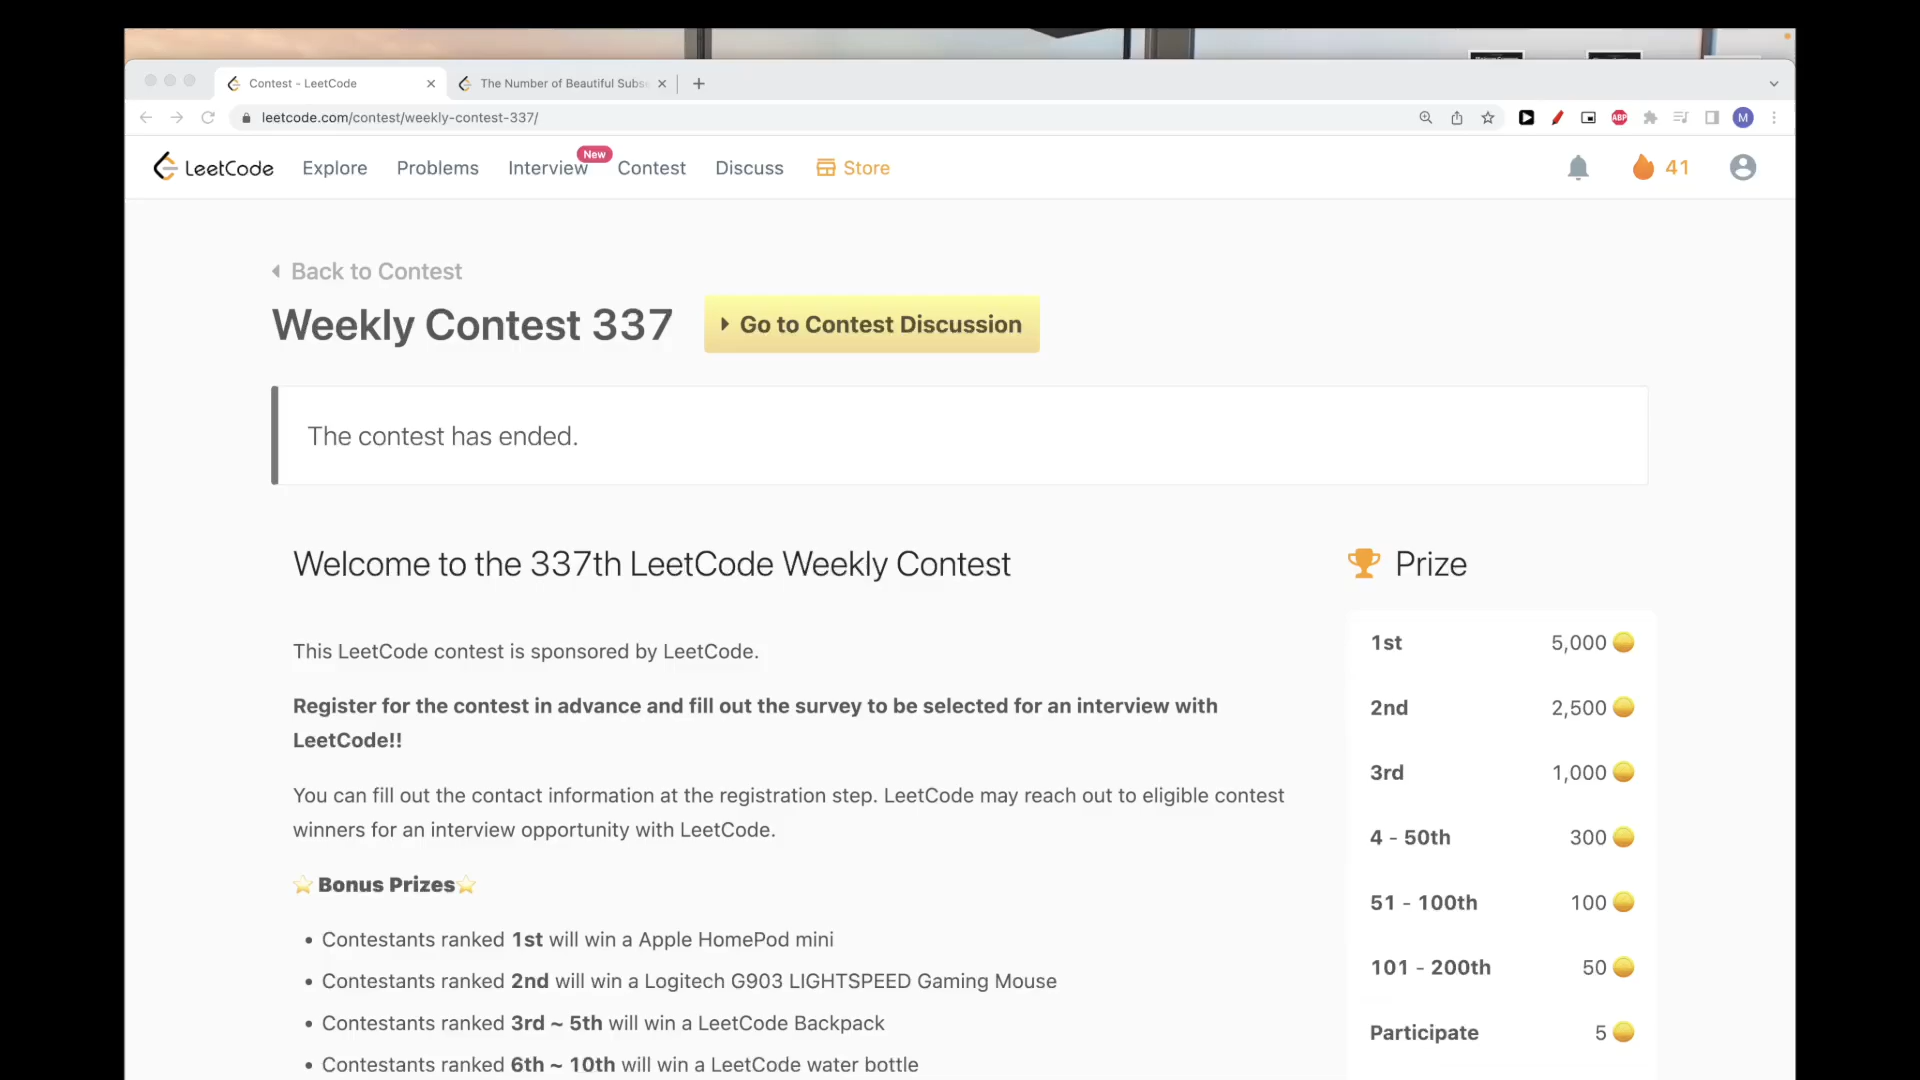 Contest - LeetCode
The Number of Beautiful Subs
leetcode.com/contest/weekly-contest-337/
ABP
M
LeetCode Explore Problems Interview New Contest Discuss Store 41
Back to Contest
Weekly Contest 337
Go to Contest Discussion
The contest has ended.
Welcome to the 337th LeetCode Weekly Contest
This LeetCode contest is sponsored by LeetCode.
Register for the contest in advance and fill out the survey to be selected for an interview with
LeetCode!!
You can fill out the contact information at the registration step. LeetCode may reach out to eligible contest
winners for an interview opportunity with LeetCode.
⭐Bonus Prizes⭐
• Contestants ranked 1st will win a Apple HomePod mini
• Contestants ranked 2nd will win a Logitech G903 LIGHTSPEED Gaming Mouse
• Contestants ranked 3rd ~ 5th will win a LeetCode Backpack
• Contestants ranked 6th ~ 10th will win a LeetCode water bottle
Prize
1st 5,000
2nd 2,500
3rd 1,000
4 - 50th 300
51 - 100th 100
101 - 200th 50
Participate 5